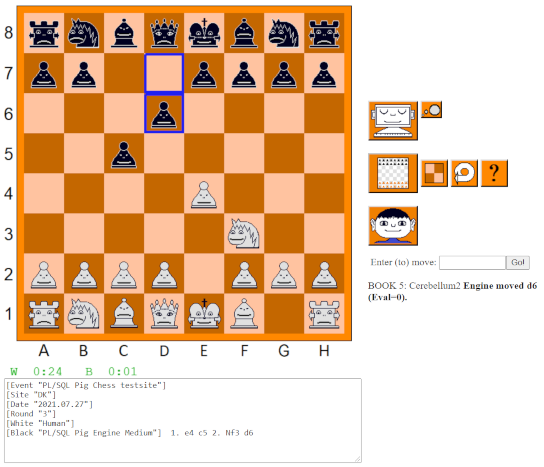 8
7
6
5
4
3
2
1
A B C D E F G H
?
Enter (to) move: Go!
BOOK 5: Cerebellum2 Engine moved d6
(Eval=0).
W 0:24 B 0:01
[Event "PL/SQL Pig Chess testsite"]
[Site "DK"]
[Date "2021.07.27"]
[Round "3"]
[White "Human"]
[Black "PL/SQL Pig Engine Medium"] 1. e4 c5 2. Nf3 d6